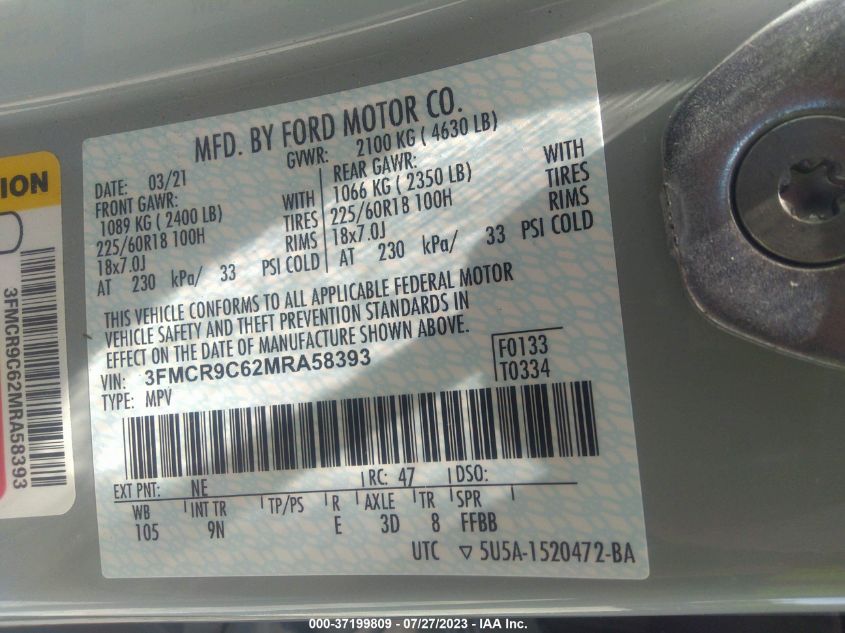 MFD. BY FORD MOTOR CO.
DATE: 03/21
GVWR: 2100 KG ( 4630 LB)
FRONT GAWR:
1089 KG ( 2400 LB)
WITH
225/60R18 100H
TIRES
18x7.0J
RIMS
AT 230 kPa/ 33 PSI COLD
REAR GAWR:
1066 KG ( 2350 LB)
WITH
225/60R18 100H
TIRES
18x7.0J
RIMS
AT 230 kPa/ 33 PSI COLD
THIS VEHICLE CONFORMS TO ALL APPLICABLE FEDERAL MOTOR
VEHICLE SAFETY AND THEFT PREVENTION STANDARDS IN
EFFECT ON THE DATE OF MANUFACTURE SHOWN ABOVE.
VIN: 3FMCR9C62MRA58393
F0133
TYPE: MPV
T0334
EXT PNT: NE RC: 47 DSO:
WB INT TR TP/PS R AXLE TR SPR
105 9N E 3D 8 FFBB
UTC ▽ 5U5A-1520472-BA
ION
3FMCR9C62MRA58393
000-37199809 - 07/27/2023 - IAA Inc.